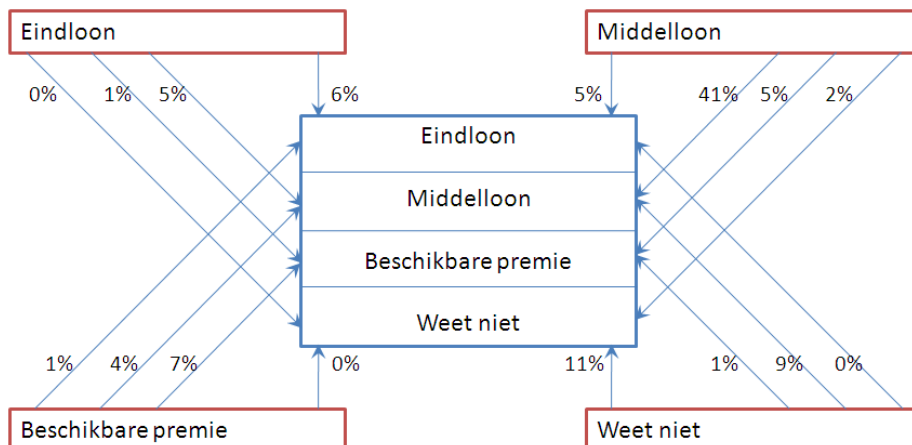 Eindloon
Middelloon
0% 1% 5% 6% 5% 41% 5% 2%
Eindloon
Middelloon
Beschikbare premie
Weet niet
1% 4% 7% 0% 11% 1% 9% 0%
Beschikbare premie
Weet niet